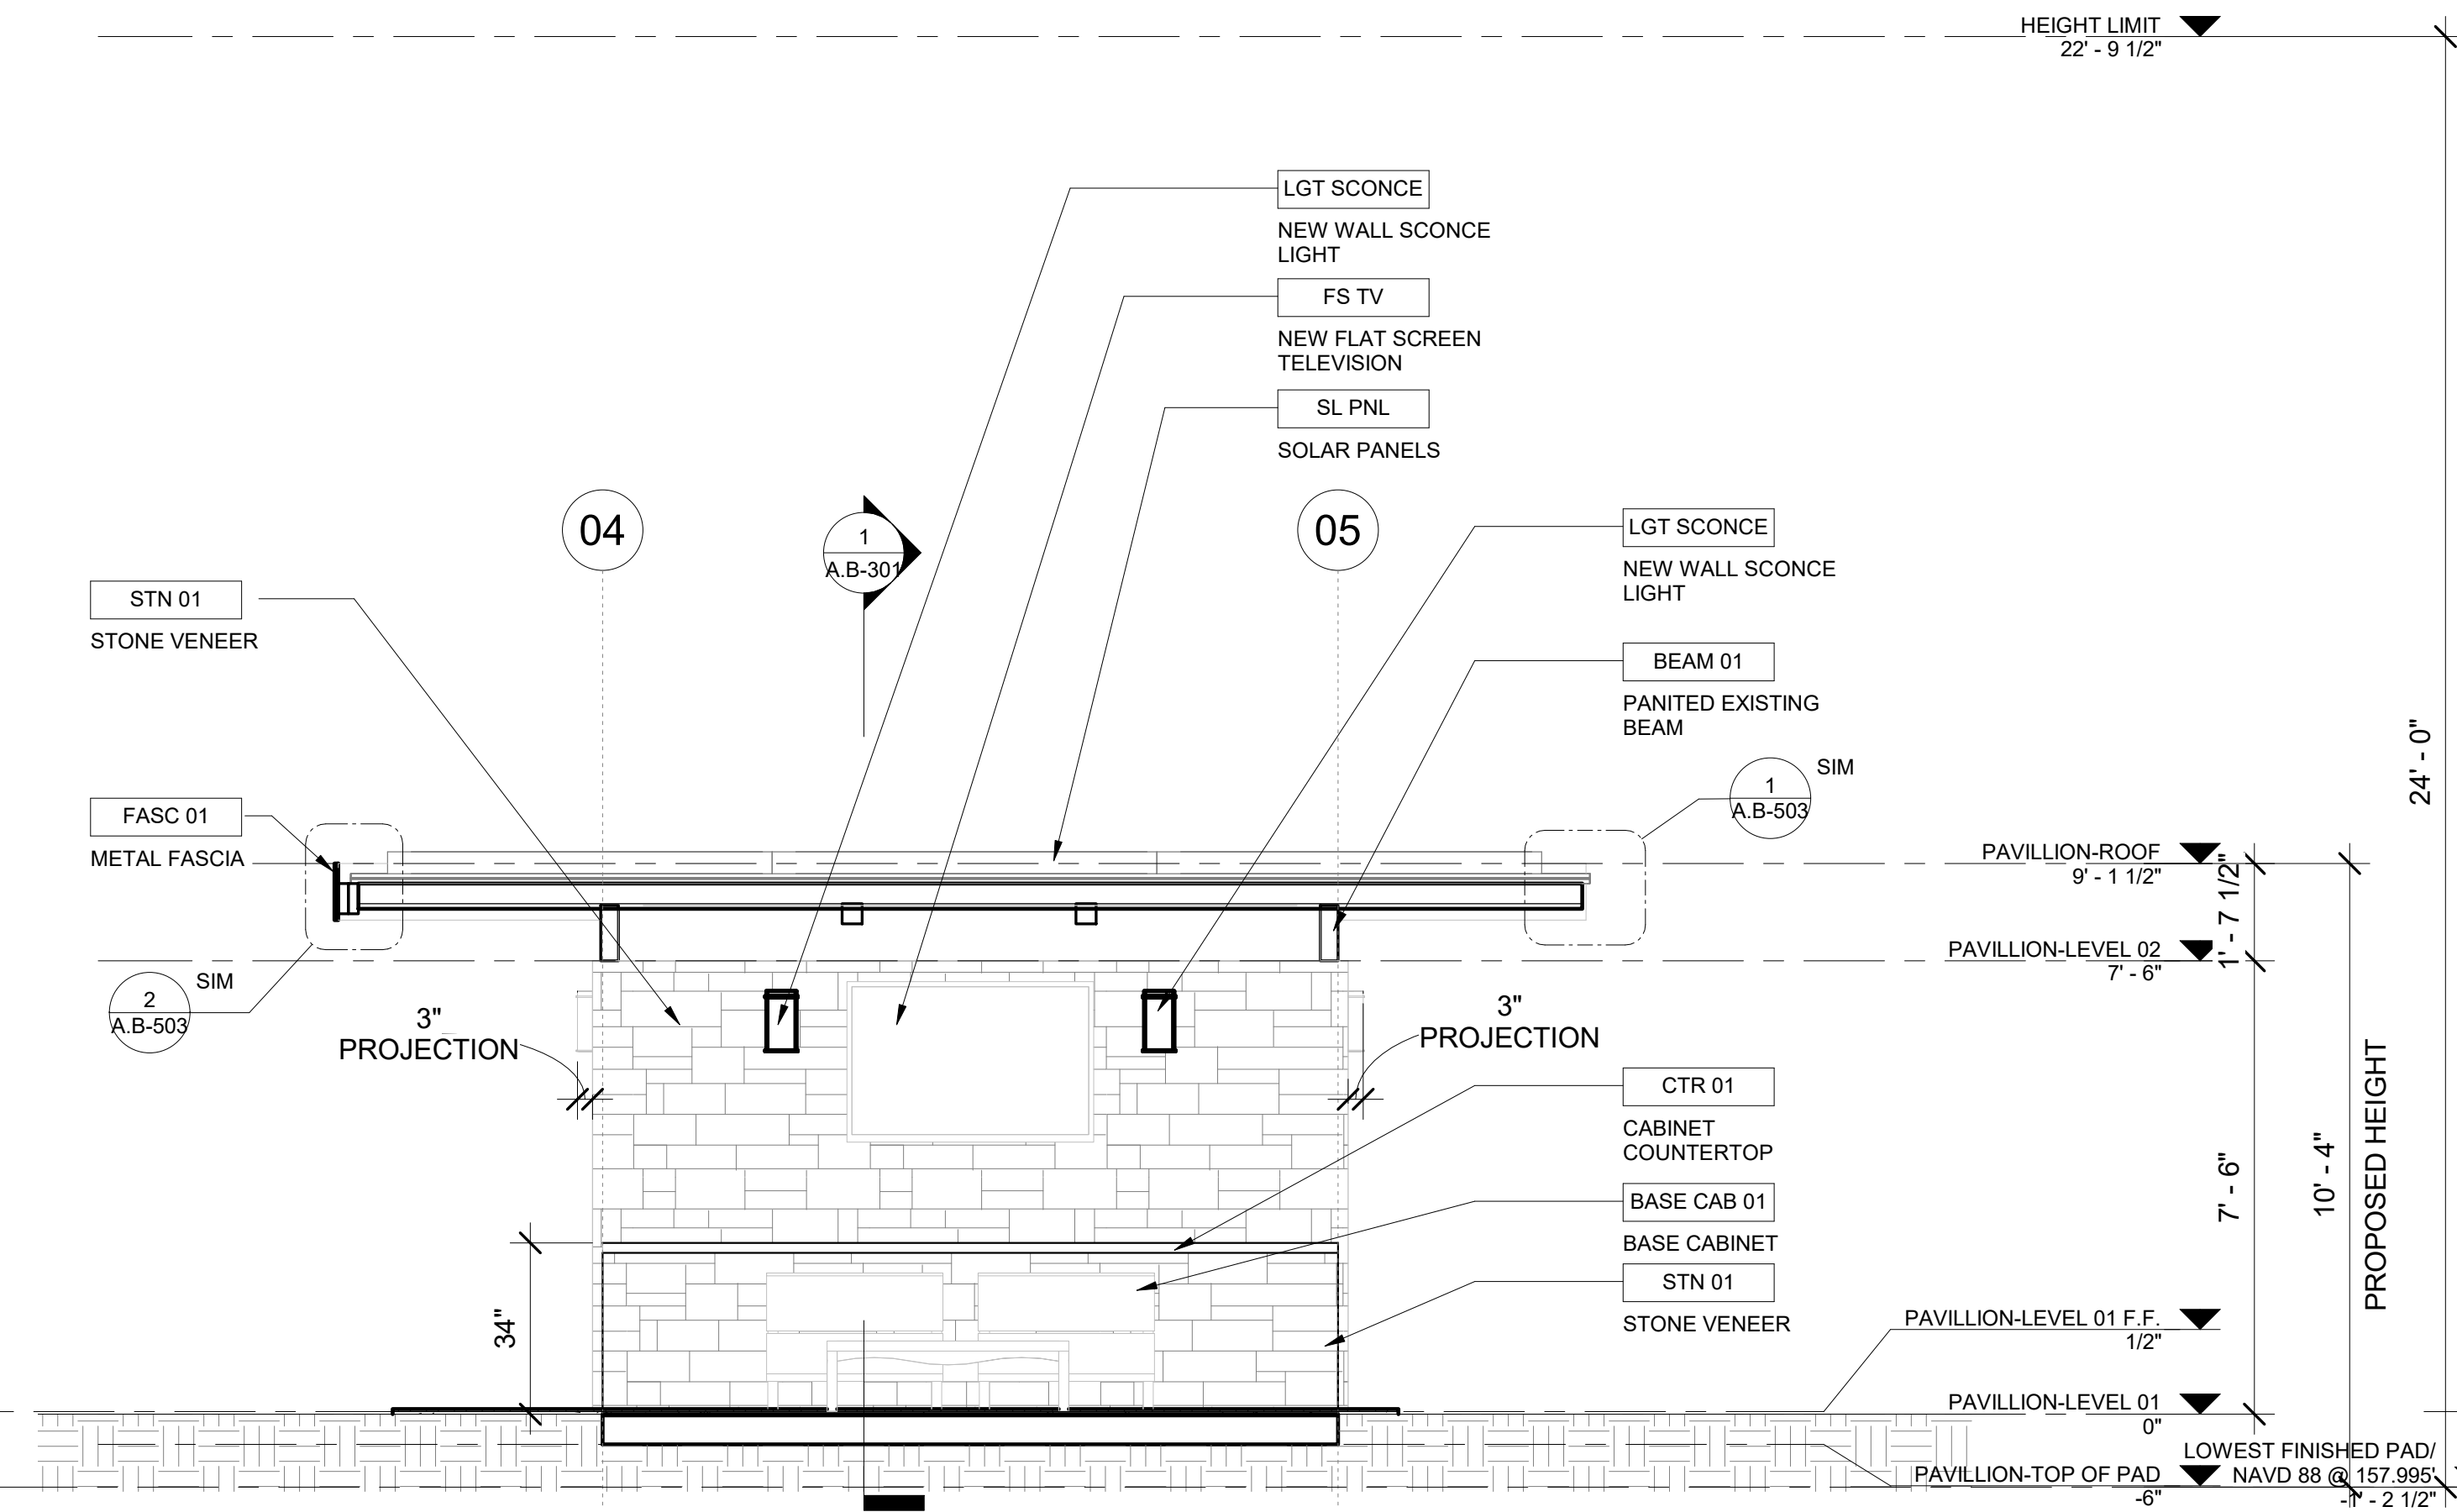 HEIGHT LIMIT
22' - 9 1/2"
LGT SCONCE
NEW WALL SCONCE
LIGHT
FS TV
NEW FLAT SCREEN
TELEVISION
SL PNL
SOLAR PANELS
04
1
A.B-301
05
LGT SCONCE
NEW WALL SCONCE
LIGHT
STN 01
STONE VENEER
BEAM 01
PANITED EXISTING
BEAM
1
A.B-503
SIM
24' - 0"
FASC 01
METAL FASCIA
PAVILLION-ROOF
9' - 1 1/2"
1' - 7 1/2"
PAVILLION-LEVEL 02
7' - 6"
2
A.B-503
SIM
3"
PROJECTION
3"
PROJECTION
CTR 01
CABINET
COUNTERTOP
BASE CAB 01
BASE CABINET
STN 01
STONE VENEER
7' - 6"
10' - 4"
PROPOSED HEIGHT
34"
PAVILLION-LEVEL 01 F.F.
1/2"
PAVILLION-LEVEL 01
0"
LOWEST FINISHED PAD/
NAVD 88 @ 157.995'
-1' - 2 1/2"
PAVILLION-TOP OF PAD
-6"